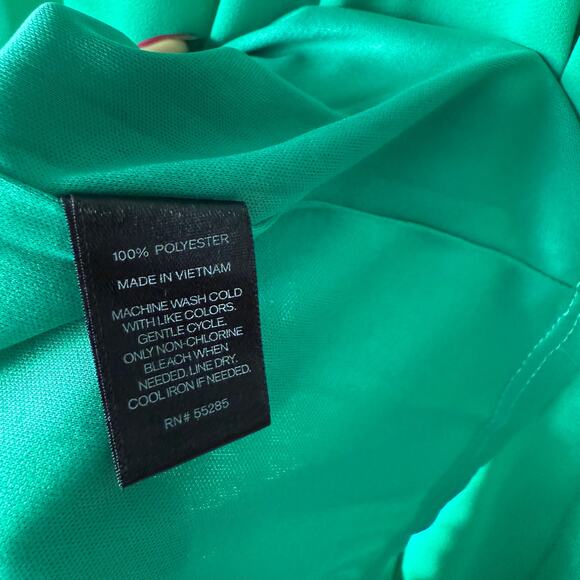 100% POLYESTER
MADE IN VIETNAM
MACHINE WASH COLD
WITH LIKE COLORS.
GENTLE CYCLE.
ONLY NON-CHLORINE
BLEACH WHEN
NEEDED. LINE DRY.
COOL IRON IF NEEDED.
RN# 55285